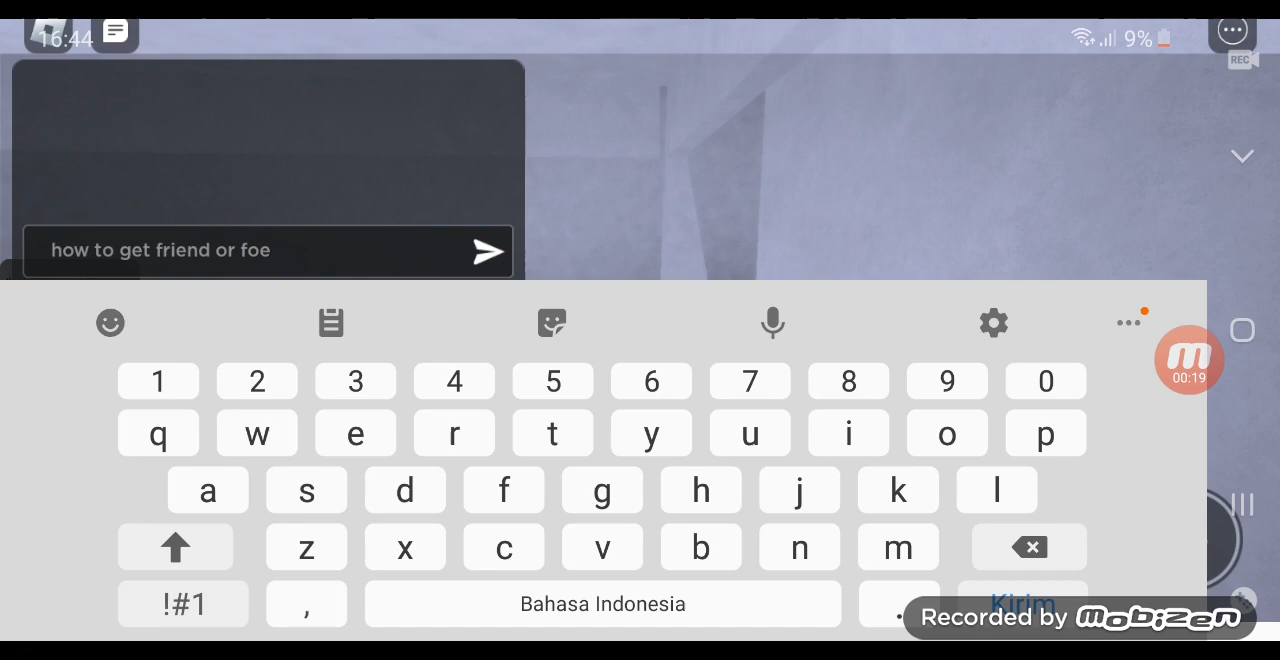 16:44
9%
REC
how to get friend or foe
00:19
1 2 3 4 5 6 7 8 9 0
q w e r t y u i o p
a s d f g h j k l
z x c v b n m
!#1 , Bahasa Indonesia . Kirim
Recorded by mobizen